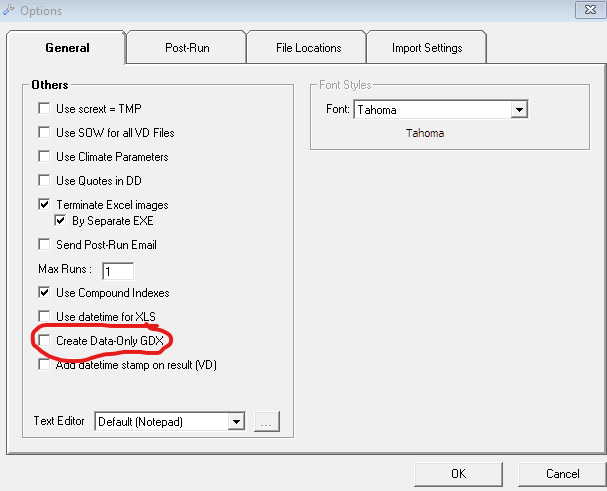 Options
General
Post-Run
File Locations
Import Settings
Others
Use scrext = TMP
Use SOW for all VD Files
Use Climate Parameters
Use Quotes in DD
Terminate Excel images
By Separate EXE
Send Post-Run Email
Max Runs :
1
Use Compound Indexes
Use datetime for XLS
Create Data-Only GDX
Add datetime stamp on result (VD)
Text Editor
Default (Notepad)
...
Font Styles
Font:
Tahoma
Tahoma
OK
Cancel